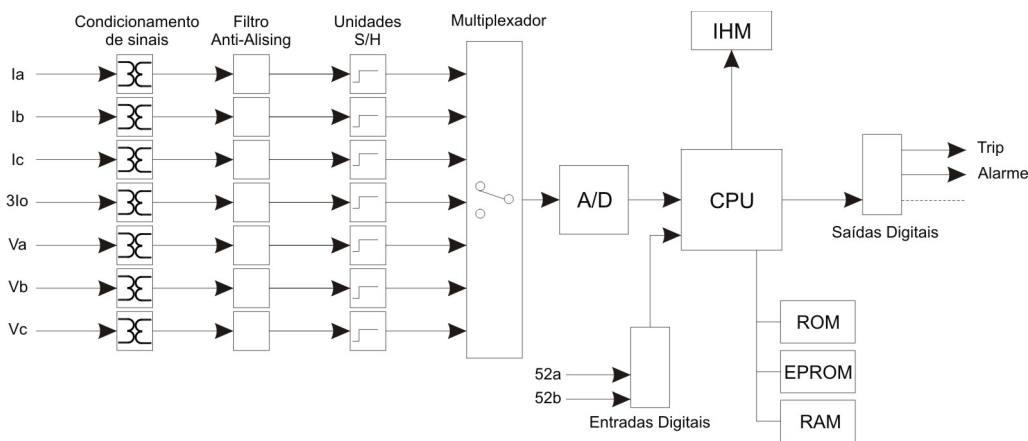 Condicionamento
de sinais
Filtro
Anti-Alising
Unidades
S/H
Multiplexador
IHM
Ia
Ib
Ic
3Io
Va
Vb
Vc
A/D
CPU
Trip
Alarme
Saídas Digitais
52a
52b
Entradas Digitais
ROM
EPROM
RAM